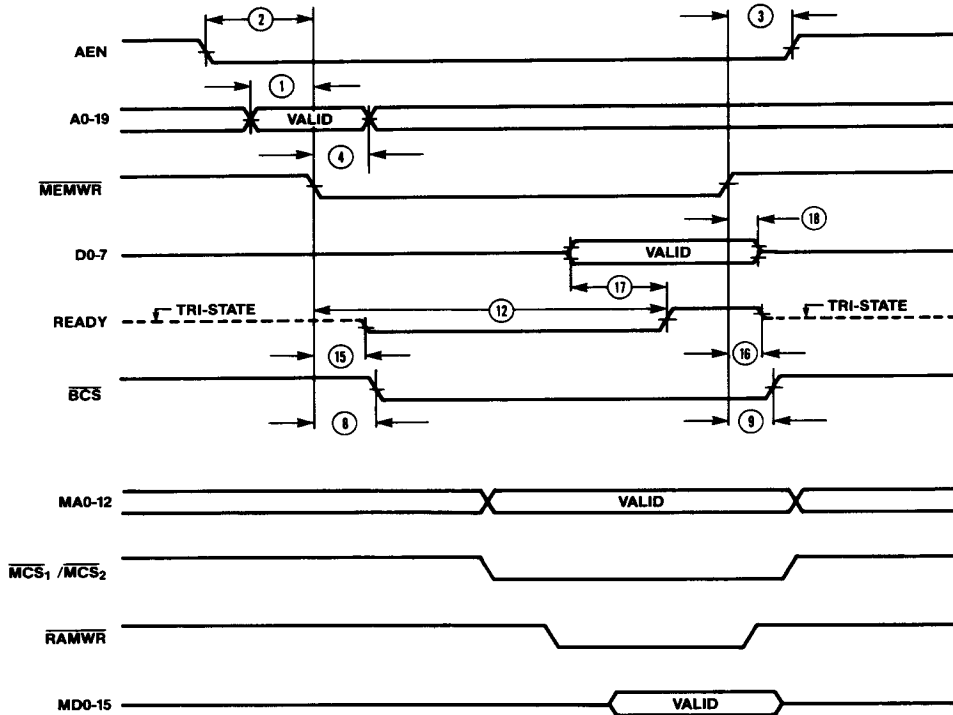 2 3
AEN
1
A0-19 VALID
4
MEMWR
18
D0-7 VALID
17
TRI-STATE 12 TRI-STATE
READY
15 16
BCS
8 9
MA0-12 VALID
MCS1 /MCS2
RAMWR
MD0-15 VALID